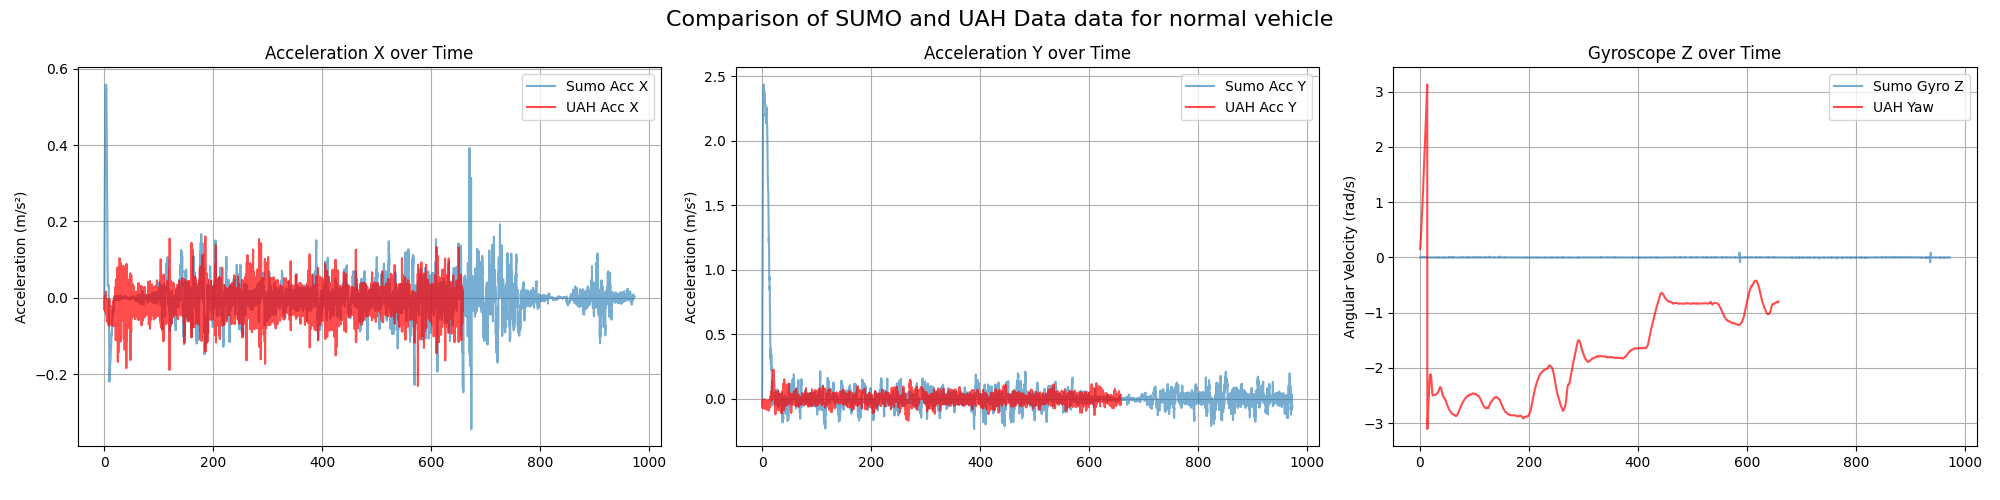 Comparison of SUMO and UAH Data data for normal vehicle
Acceleration X over Time
Acceleration (m/s²)
0.6
0.4
0.2
0.0
−0.2
0
200
400
600
800
1000
Sumo Acc X
UAH Acc X
Acceleration Y over Time
Acceleration (m/s²)
2.5
2.0
1.5
1.0
0.5
0.0
0
200
400
600
800
1000
Sumo Acc Y
UAH Acc Y
Gyroscope Z over Time
Angular Velocity (rad/s)
3
2
1
0
−1
−2
−3
0
200
400
600
800
1000
Sumo Gyro Z
UAH Yaw